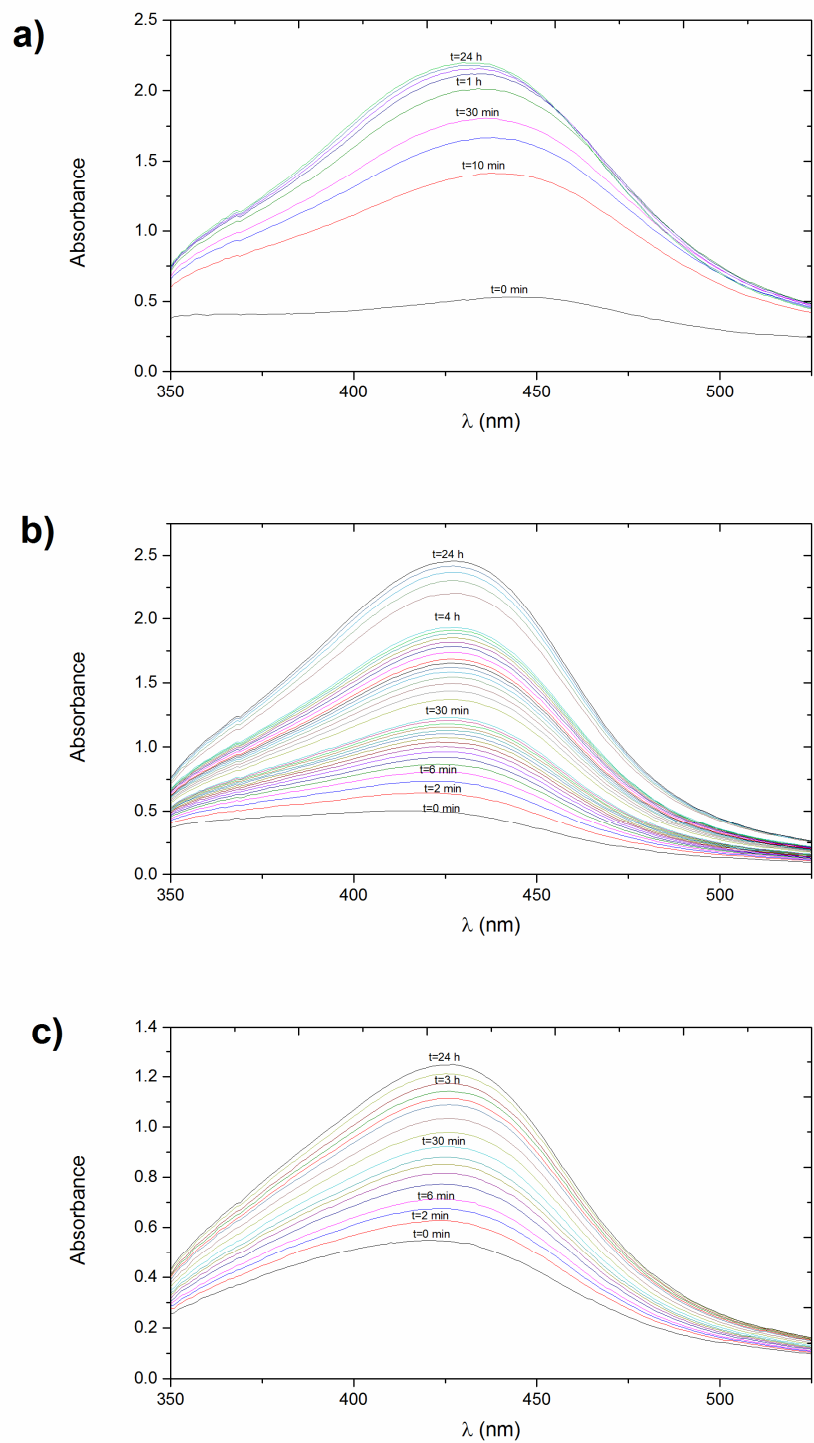 a)
2.5
2.0
1.5
1.0
0.5
0.0
Absorbance
t=24 h
t=1 h
t=30 min
t=10 min
t=0 min
350
400
450
500
λ (nm)
b)
2.5
2.0
1.5
1.0
0.5
0.0
Absorbance
t=24 h
t=4 h
t=30 min
t=6 min
t=2 min
t=0 min
350
400
450
500
λ (nm)
c)
1.4
1.2
1.0
0.8
0.6
0.4
0.2
0.0
Absorbance
t=24 h
t=3 h
t=30 min
t=6 min
t=2 min
t=0 min
350
400
450
500
λ (nm)